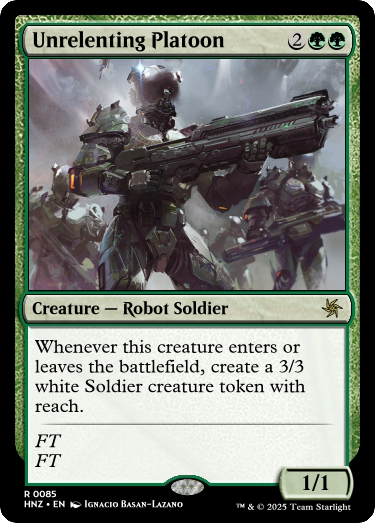 Unrelenting Platoon 2
Creature — Robot Soldier
Whenever this creature enters or
leaves the battlefield, create a 3/3
white Soldier creature token with
reach.
FT
FT
1/1
R 0085
HNZ • EN Ignacio Basan-Lazano
™ & © 2025 Team Starlight